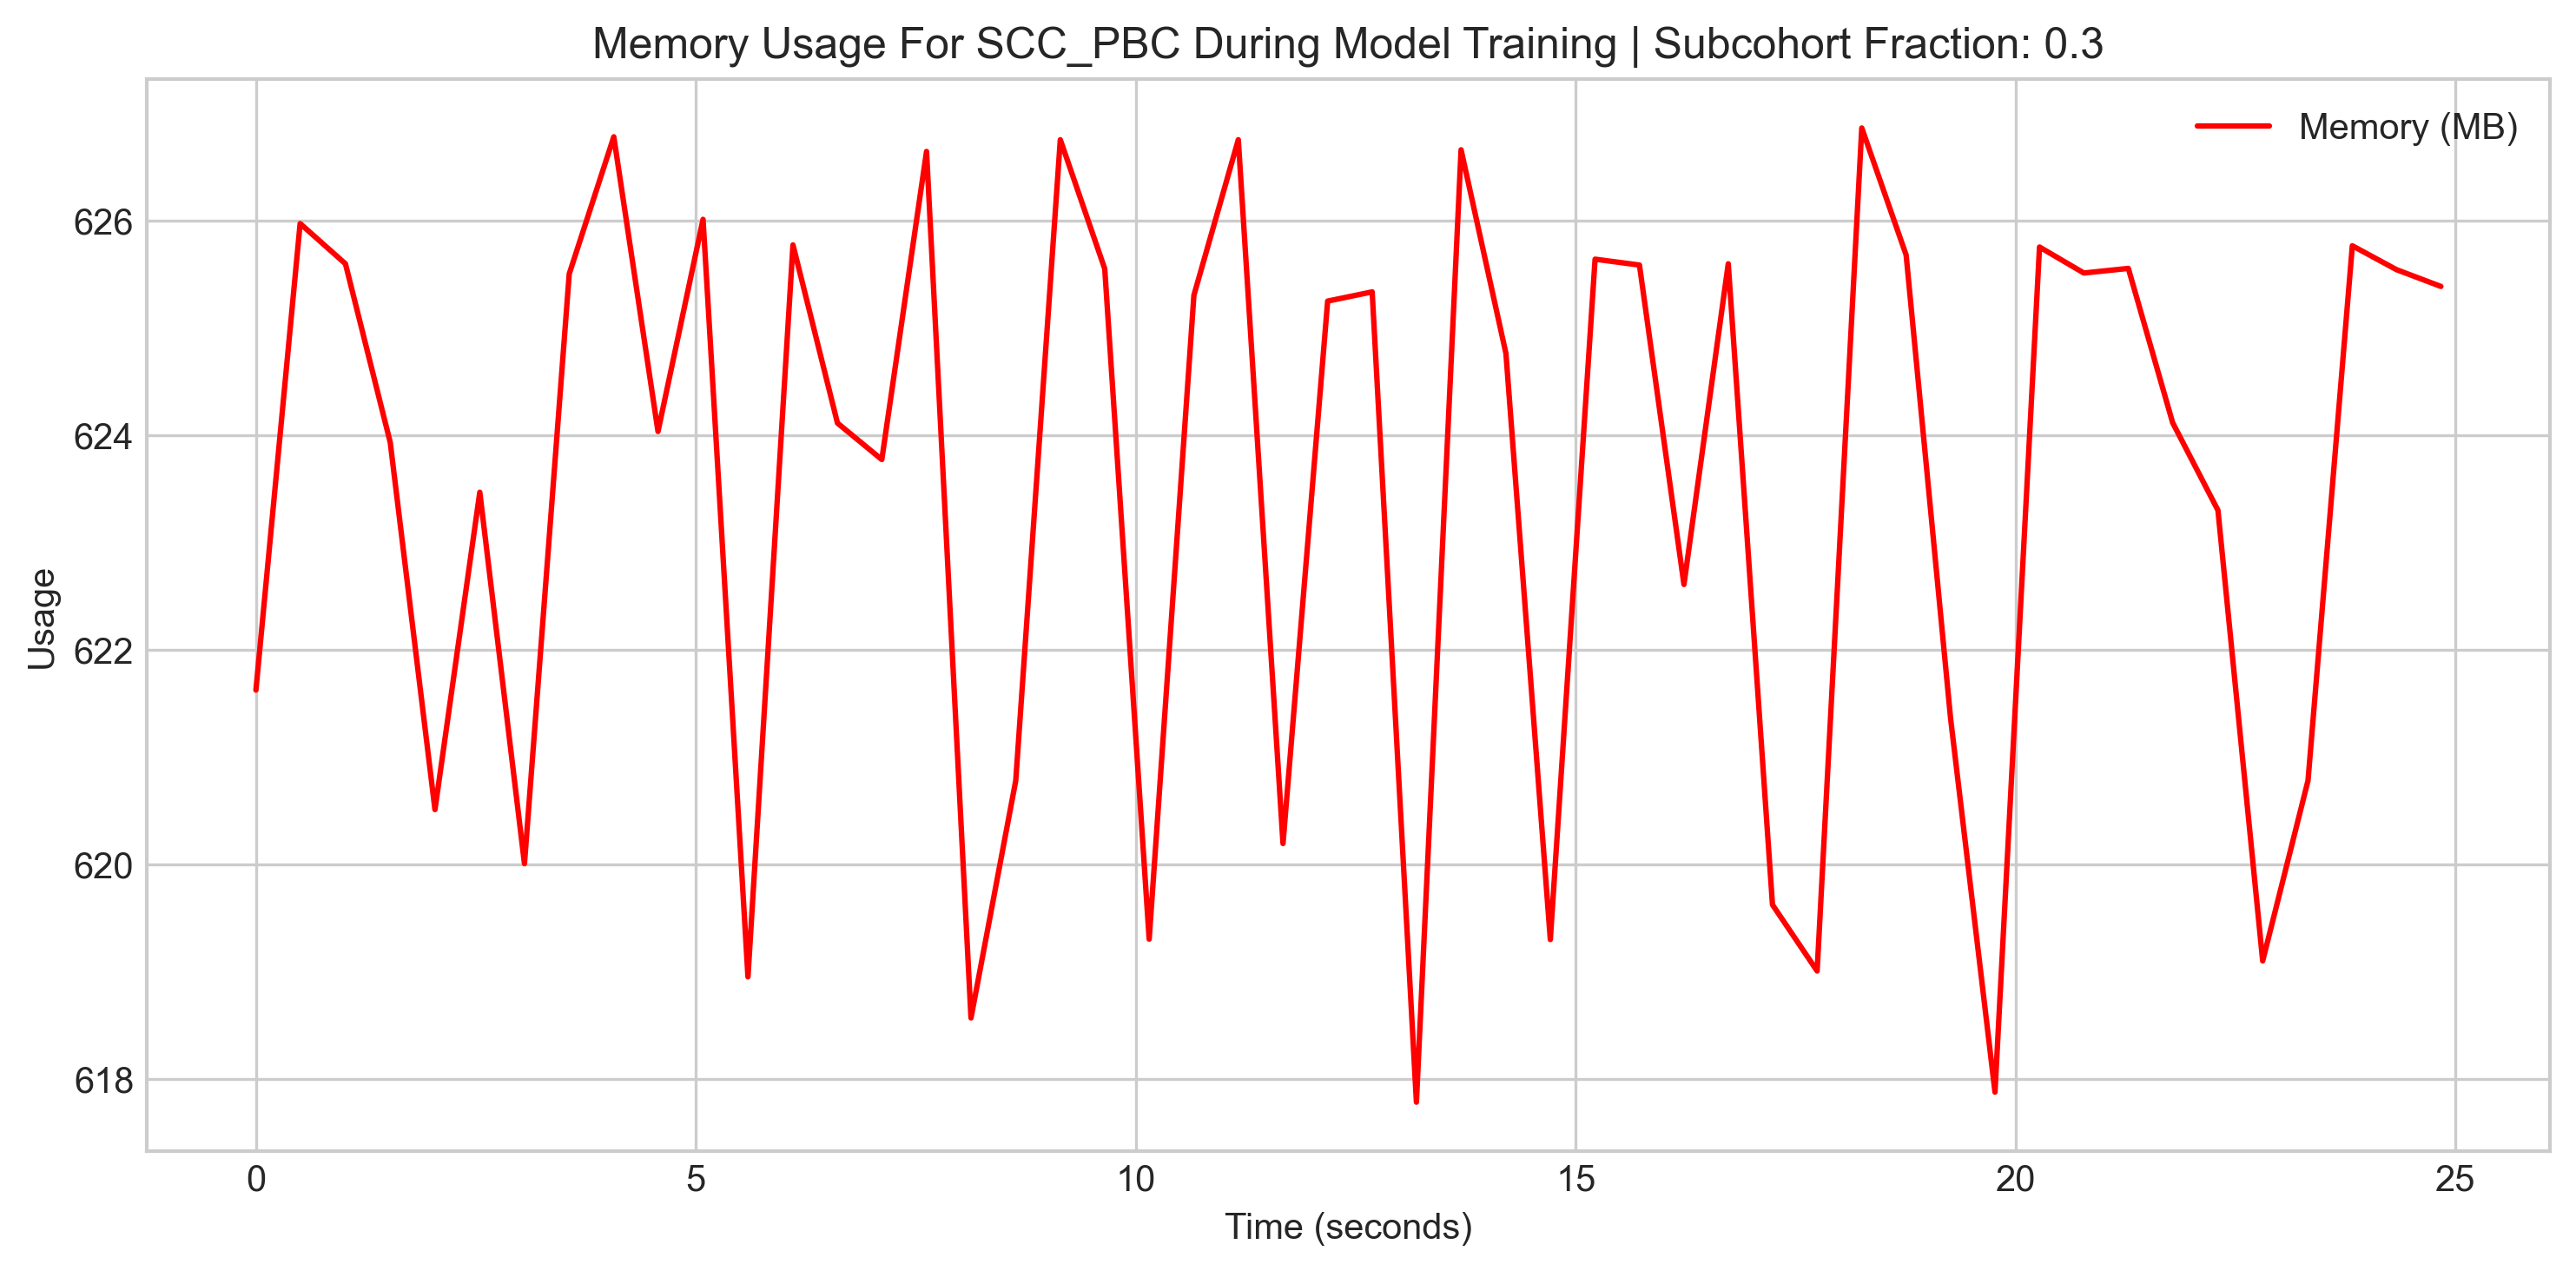 Memory Usage For SCC_PBC During Model Training | Subcohort Fraction: 0.3
Memory (MB)
626
624
622
620
618
Usage
0 5 10 15 20 25
Time (seconds)